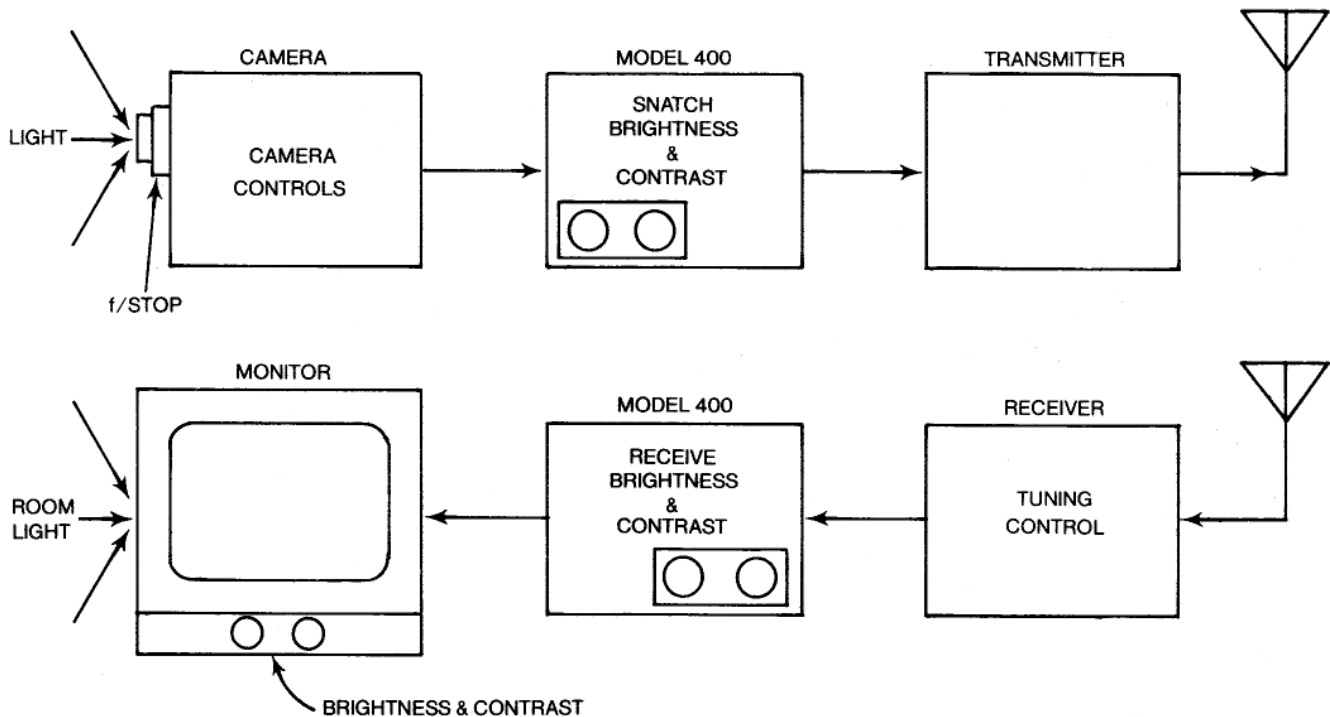 CAMERA
MODEL 400
TRANSMITTER
LIGHT
CAMERA
CONTROLS
SNATCH
BRIGHTNESS
&
CONTRAST
f/STOP
MONITOR
MODEL 400
RECEIVER
ROOM
LIGHT
RECEIVE
BRIGHTNESS
&
CONTRAST
TUNING
CONTROL
BRIGHTNESS & CONTRAST